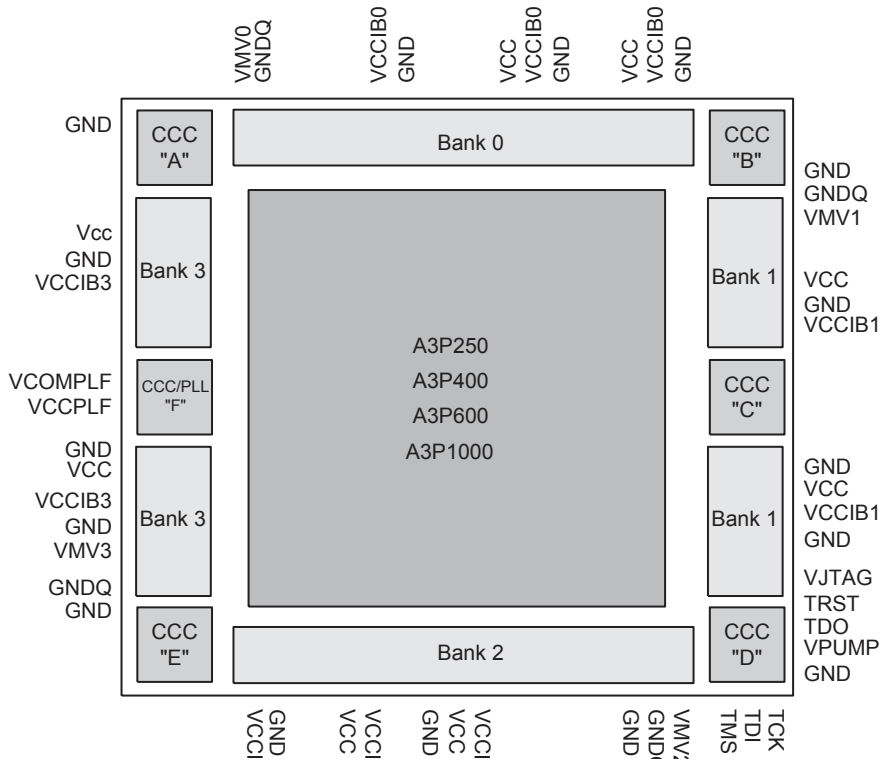 VMV0
GNDQ
VCCIB0
GND
VCC
VCCIB0
GND
VCC
VCCIB0
GND
GND
CCC
"A"
Bank 0
CCC
"B"
GND
GNDQ
VMV1
Vcc
GND
VCCIB3
Bank 3
Bank 1
VCC
GND
VCCIB1
A3P250
A3P400
A3P600
A3P1000
VCOMPLF
VCCPLF
CCC/PLL
"F"
CCC
"C"
GND
VCC
VCCIB3
GND
VMV3
Bank 3
Bank 1
GND
VCC
VCCIB1
GND
GNDQ
GND
VJTAG
TRST
TDO
VPUMP
GND
CCC
"E"
Bank 2
CCC
"D"
GND
VCC
GND
VCC
GND
VMV2
TMS
TDI
TCK